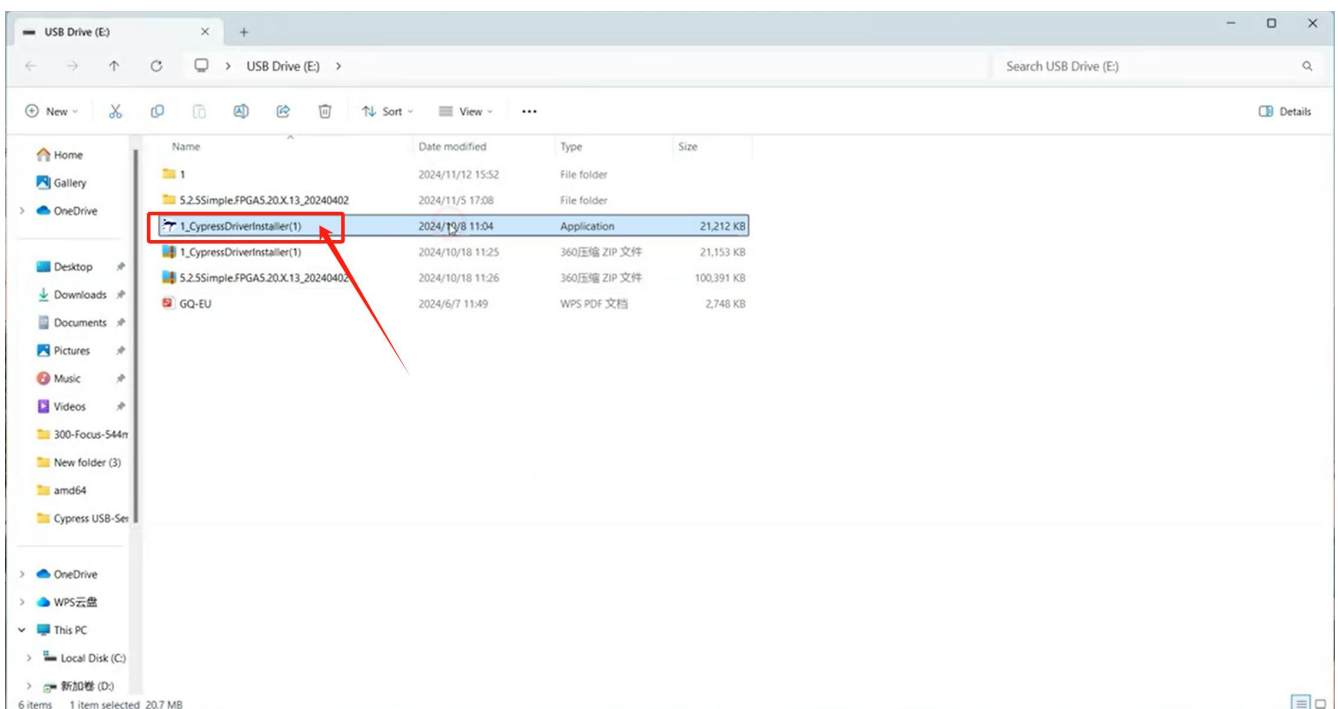 USB Drive (E:)
USB Drive (E:)
Search USB Drive (E:)
New
Sort
View
Details
Name Date modified Type Size
Home
Gallery
OneDrive
Desktop
Downloads
Documents
Pictures
Music
Videos
300-Focus-544m
New folder (3)
amd64
Cypress USB-Ser
OneDrive
WPS云盘
This PC
Local Disk (C:)
新加卷 (D:)
1 2024/11/12 15:52 File folder
5.2.5Simple.FPGA5.20.X.13_20240402 2024/11/5 17:08 File folder
1_CypressDriverInstaller(1) 2024/10/8 11:04 Application 21,212 KB
1_CypressDriverInstaller(1) 2024/10/18 11:25 360压缩 ZIP 文件 21,153 KB
5.2.5Simple.FPGA5.20.X.13_20240402 2024/10/18 11:26 360压缩 ZIP 文件 100,391 KB
GQ-EU 2024/6/7 11:49 WPS PDF 文档 2,748 KB
6 items 1 item selected 20.7 MB